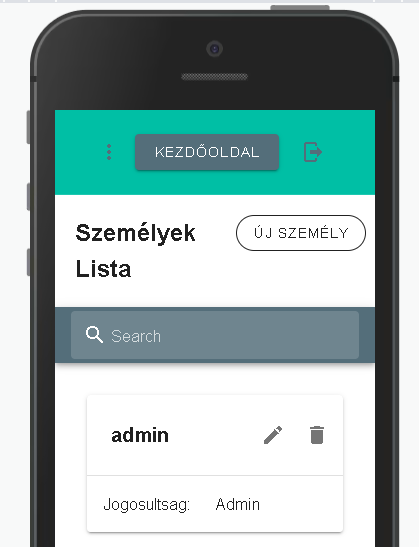 KEZDŐOLDAL
Személyek
Lista
ÚJ SZEMÉLY
Search
admin
Jogosultsag: Admin